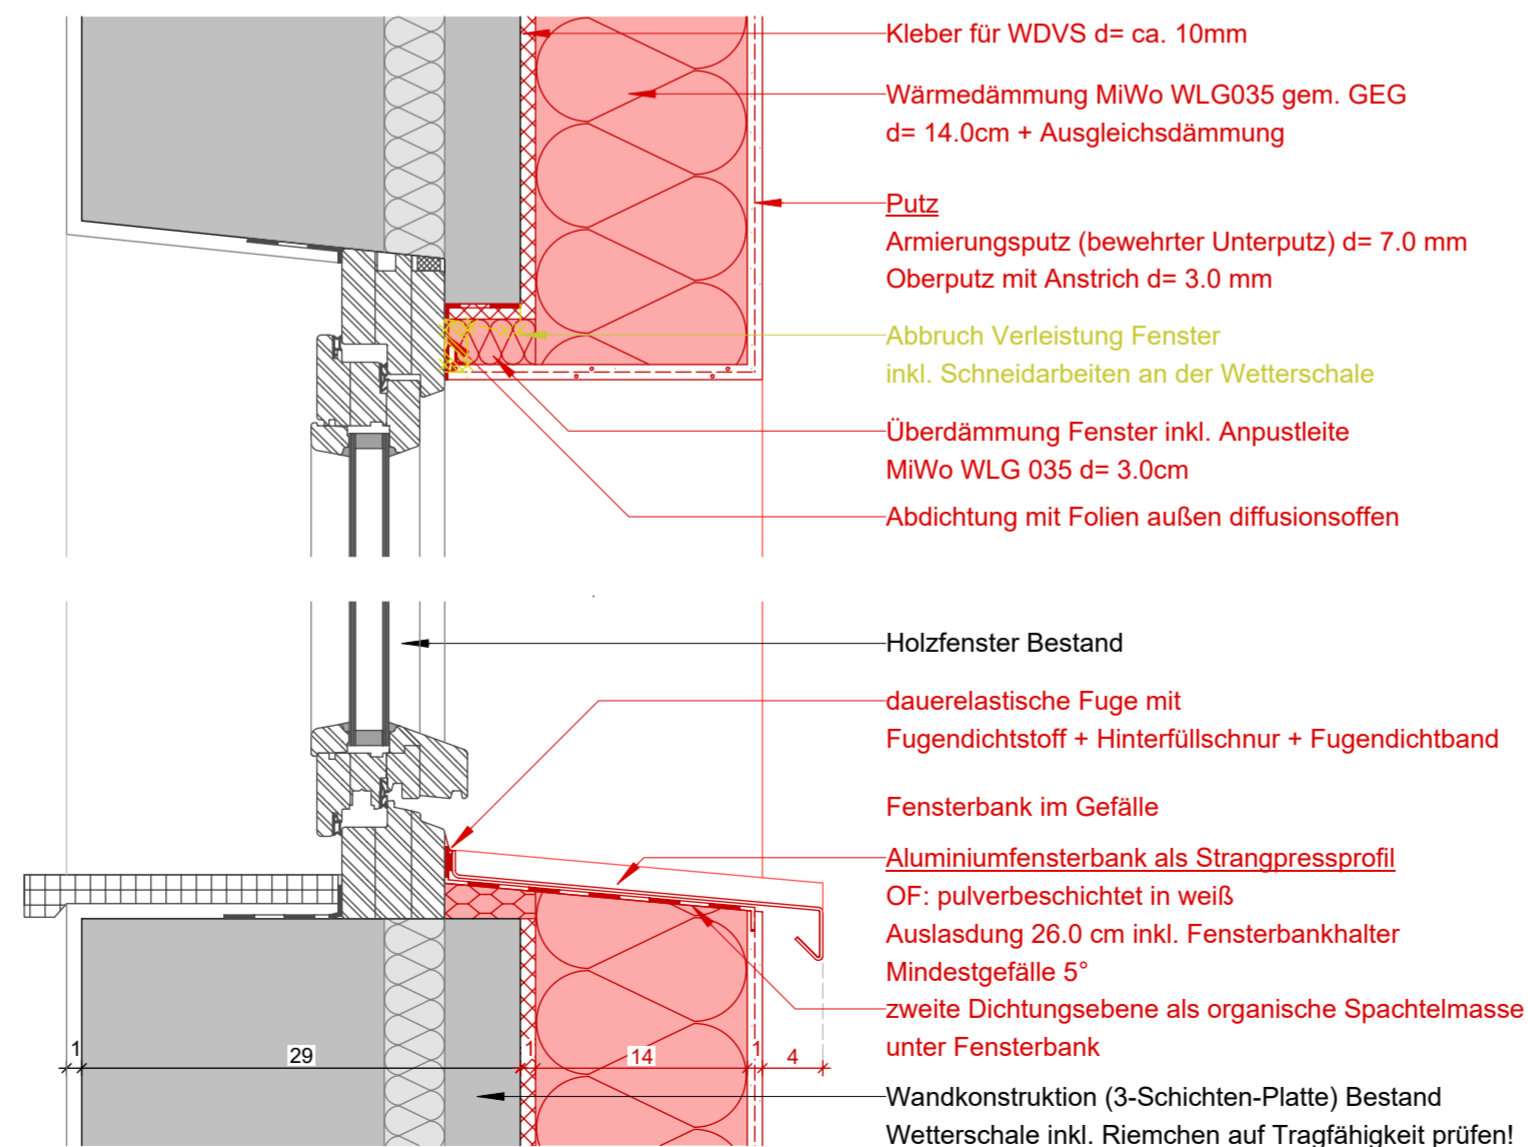 Kleber für WDVS d= ca. 10mm
Wärmedämmung MiWo WLG035 gem. GEG
d= 14.0cm + Ausgleichsdämmung
Putz
Armierungsputz (bewehrter Unterputz) d= 7.0 mm
Oberputz mit Anstrich d= 3.0 mm
Abbruch Verleistung Fenster
inkl. Schneidarbeiten an der Wetterschale
Überdämmung Fenster inkl. Anpustleite
MiWo WLG 035 d= 3.0cm
Abdichtung mit Folien außen diffusionsoffen
Holzfenster Bestand
dauerelastische Fuge mit
Fugendichtstoff + Hinterfüllschnur + Fugendichtband
Fensterbank im Gefälle
Aluminiumfensterbank als Strangpressprofil
OF: pulverbeschichtet in weiß
Auslasdung 26.0 cm inkl. Fensterbankhalter
Mindestgefälle 5°
zweite Dichtungsebene als organische Spachtelmasse
unter Fensterbank
1 29 1 14 1 4
Wandkonstruktion (3-Schichten-Platte) Bestand
Wetterschale inkl. Riemchen auf Tragfähigkeit prüfen!